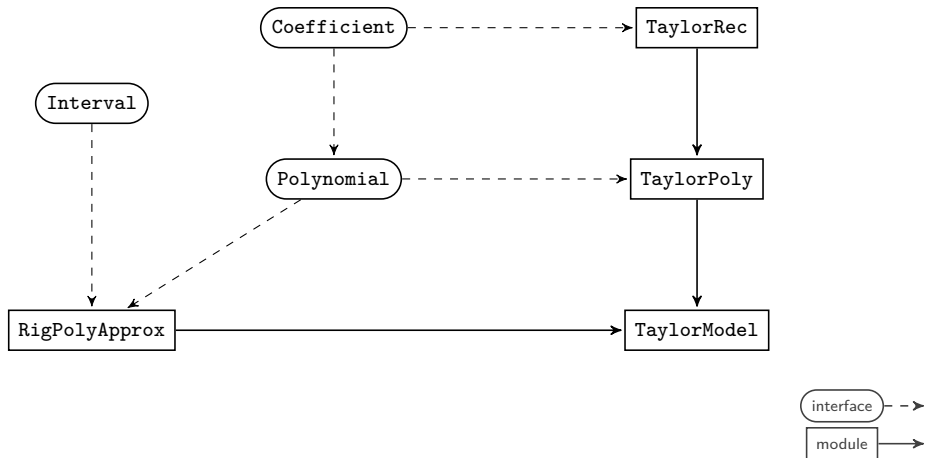 Coefficient
TaylorRec
Interval
Polynomial
TaylorPoly
RigPolyApprox
TaylorModel
interface
module